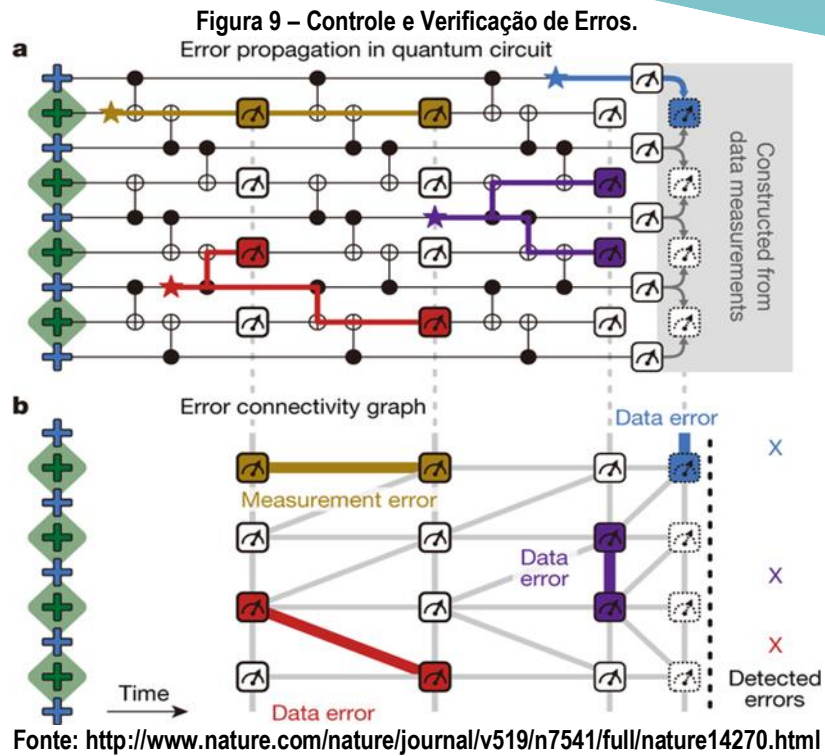 Figura 9 – Controle e Verificação de Erros.
a
Error propagation in quantum circuit
Constructed from
data measurements
b
Error connectivity graph
Data error
X
Measurement error
Data
error
X
X
Detected
errors
Time
Data error
Fonte: http://www.nature.com/nature/journal/v519/n7541/full/nature14270.html